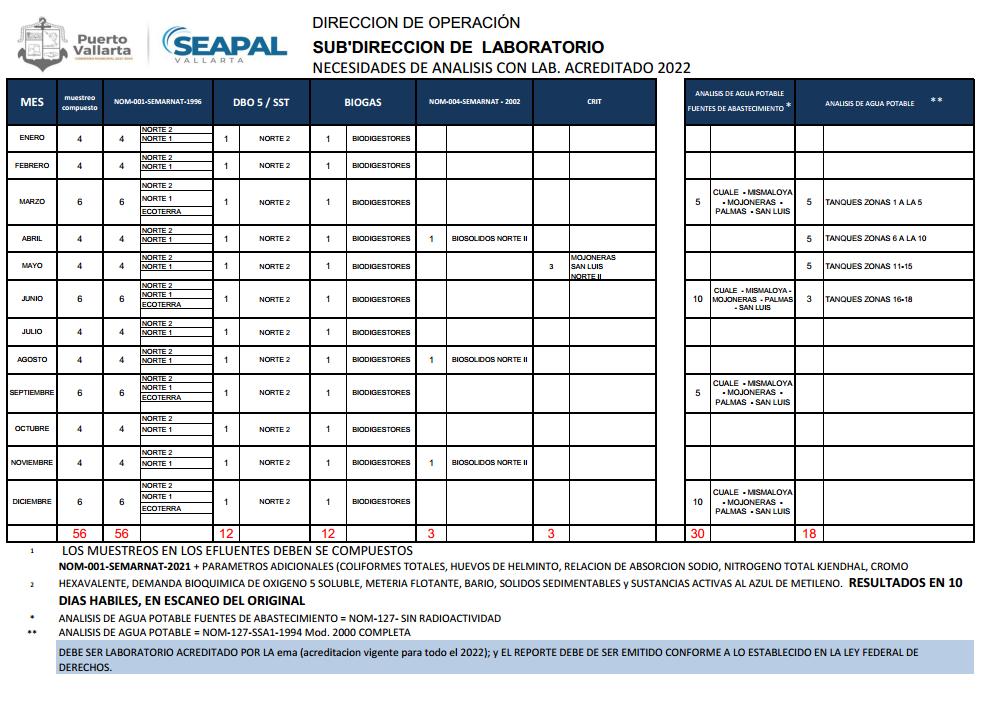 Puerto
Vallarta
SEAPAL
VALLARTA
DIRECCION DE OPERACIÓN
SUB'DIRECCION DE LABORATORIO
NECESIDADES DE ANALISIS CON LAB. ACREDITADO 2022
MES
muestreo
compuesto
NOM-001-SEMARNAT-1996
DBO 5 / SST
BIOGAS
NOM-004-SEMARNAT - 2002
CRIT
ANALISIS DE AGUA POTABLE
FUENTES DE ABASTECIMIENTO *
ANALISIS DE AGUA POTABLE **
ENERO 4 4
NORTE 2
NORTE 1
1 NORTE 2 1 BIODIGESTORES
FEBRERO 4 4
NORTE 2
NORTE 1
1 NORTE 2 1 BIODIGESTORES
MARZO 6 6
NORTE 2
NORTE 1
ECOTERRA
1 NORTE 2 1 BIODIGESTORES
5
CUALE - MISMALOYA
- MOJONERAS -
PALMAS - SAN LUIS
5 TANQUES ZONAS 1 A LA 5
ABRIL 4 4
NORTE 2
NORTE 1
1 NORTE 2 1 BIODIGESTORES 1 BIOSOLIDOS NORTE II
5 TANQUES ZONAS 6 A LA 10
MAYO 4 4
NORTE 2
NORTE 1
1 NORTE 2 1 BIODIGESTORES
3
MOJONERAS
SAN LUIS
NORTE II
5 TANQUES ZONAS 11-15
JUNIO 6 6
NORTE 2
NORTE 1
ECOTERRA
1 NORTE 2 1 BIODIGESTORES
10
CUALE - MISMALOYA -
MOJONERAS - PALMAS
- SAN LUIS
3 TANQUES ZONAS 16-18
JULIO 4 4
NORTE 2
NORTE 1
1 NORTE 2 1 BIODIGESTORES
AGOSTO 4 4
NORTE 2
NORTE 1
1 NORTE 2 1 BIODIGESTORES 1 BIOSOLIDOS NORTE II
SEPTIEMBRE 6 6
NORTE 2
NORTE 1
ECOTERRA
1 NORTE 2 1 BIODIGESTORES
5
CUALE - MISMALOYA
- MOJONERAS -
PALMAS - SAN LUIS
OCTUBRE 4 4
NORTE 2
NORTE 1
1 NORTE 2 1 BIODIGESTORES
NOVIEMBRE 4 4
NORTE 2
NORTE 1
1 NORTE 2 1 BIODIGESTORES 1 BIOSOLIDOS NORTE II
DICIEMBRE 6 6
NORTE 2
NORTE 1
ECOTERRA
1 NORTE 2 1 BIODIGESTORES
10
CUALE - MISMALOYA
- MOJONERAS -
PALMAS - SAN LUIS
56 56 12 12 3 3 30 18
1 LOS MUESTREOS EN LOS EFLUENTES DEBEN SE COMPUESTOS
NOM-001-SEMARNAT-2021 + PARAMETROS ADICIONALES (COLIFORMES TOTALES, HUEVOS DE HELMINTO, RELACION DE ABSORCION SODIO, NITROGENO TOTAL KJENDHAL, CROMO
2 HEXAVALENTE, DEMANDA BIOQUIMICA DE OXIGENO 5 SOLUBLE, METERIA FLOTANTE, BARIO, SOLIDOS SEDIMENTABLES y SUSTANCIAS ACTIVAS AL AZUL DE METILENO. RESULTADOS EN 10
DIAS HABILES, EN ESCANEO DEL ORIGINAL
* ANALISIS DE AGUA POTABLE FUENTES DE ABASTECIMIENTO = NOM-127- SIN RADIOACTIVIDAD
** ANALISIS DE AGUA POTABLE = NOM-127-SSA1-1994 Mod. 2000 COMPLETA
DEBE SER LABORATORIO ACREDITADO POR LA ema (acreditacion vigente para todo el 2022); y EL REPORTE DEBE DE SER EMITIDO CONFORME A LO ESTABLECIDO EN LA LEY FEDERAL DE
DERECHOS.